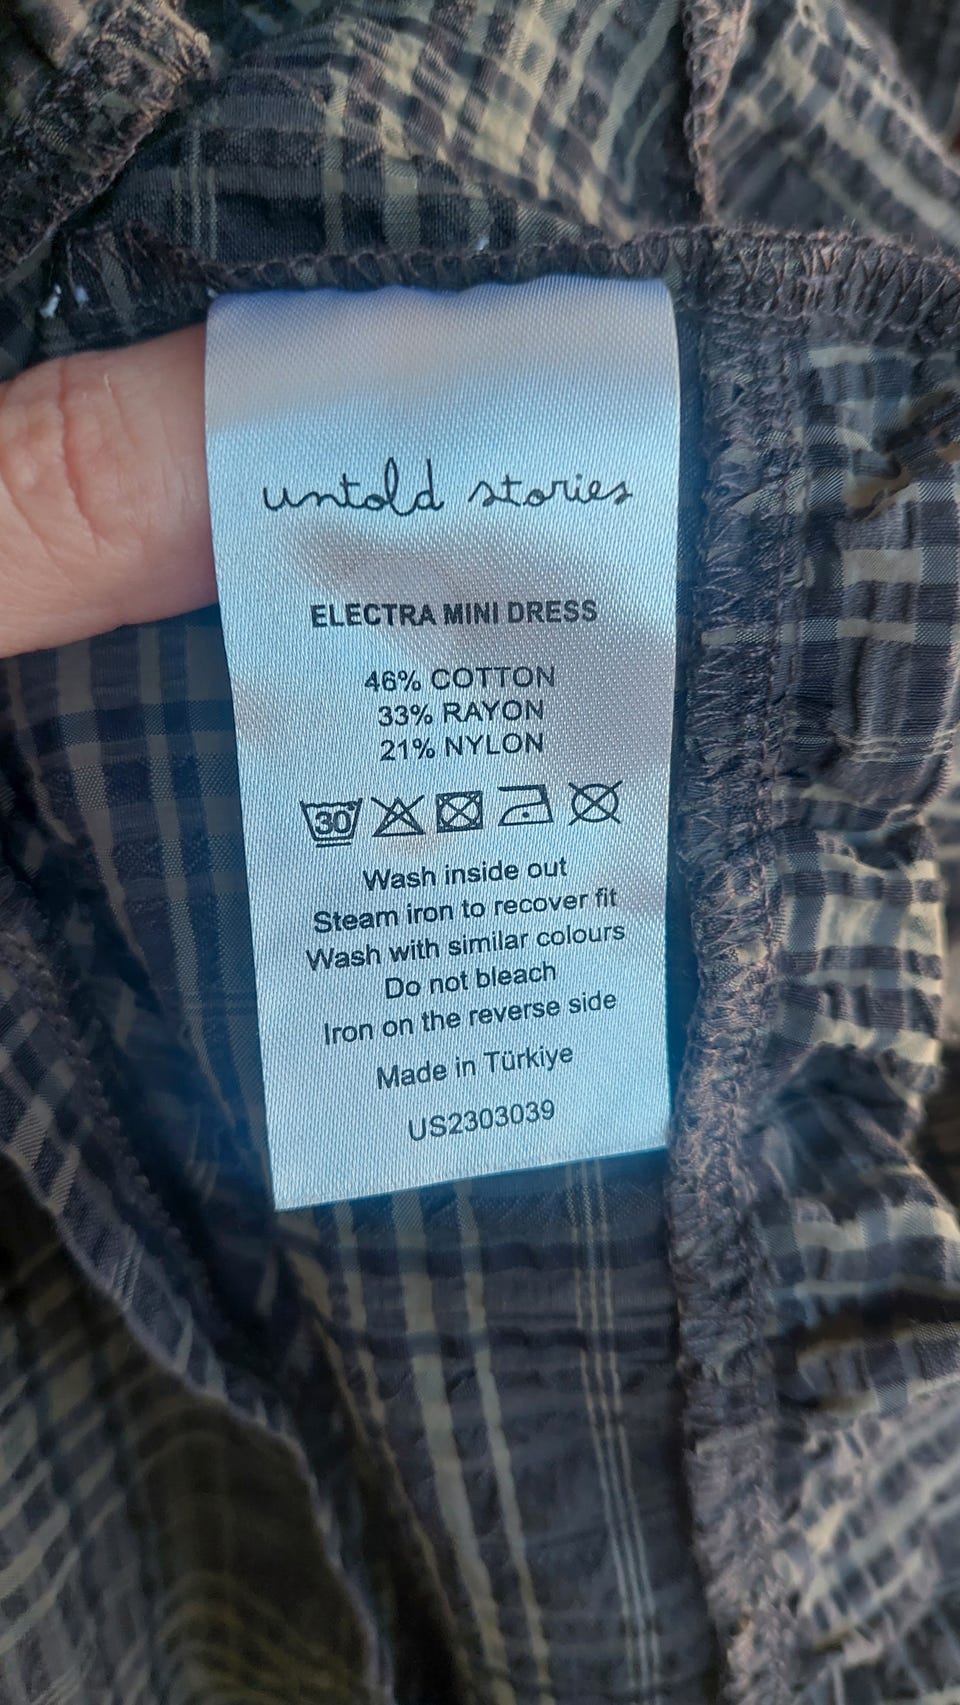 untold stories
ELECTRA MINI DRESS
46% COTTON
33% RAYON
21% NYLON
30°
Wash inside out
Steam iron to recover fit
Wash with similar colours
Do not bleach
Iron on the reverse side
Made in Türkiye
US2303039